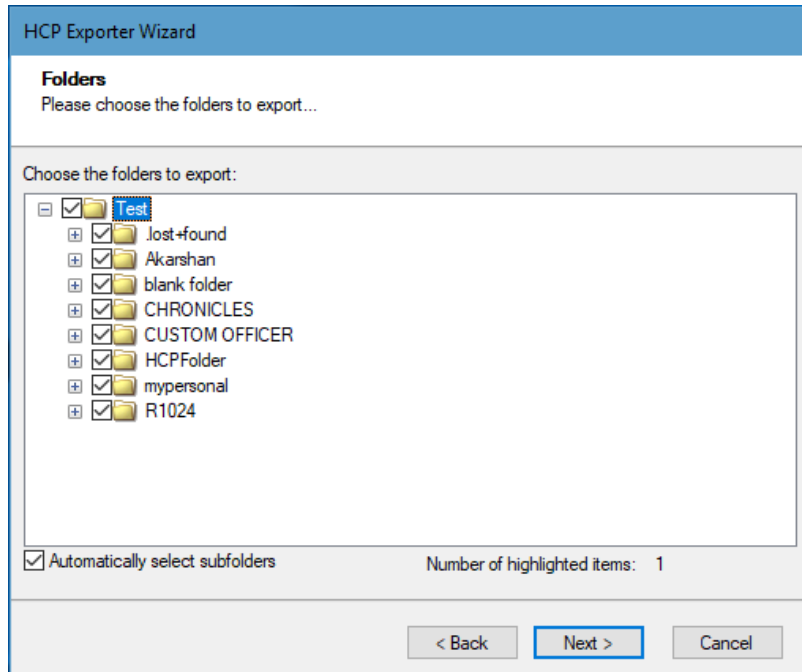 HCP Exporter Wizard
Folders
Please choose the folders to export...
Choose the folders to export:
Test
.lost+found
Akarshan
blank folder
CHRONICLES
CUSTOM OFFICER
HCPFolder
mypersonal
R1024
Automatically select subfolders Number of highlighted items: 1
< Back Next > Cancel